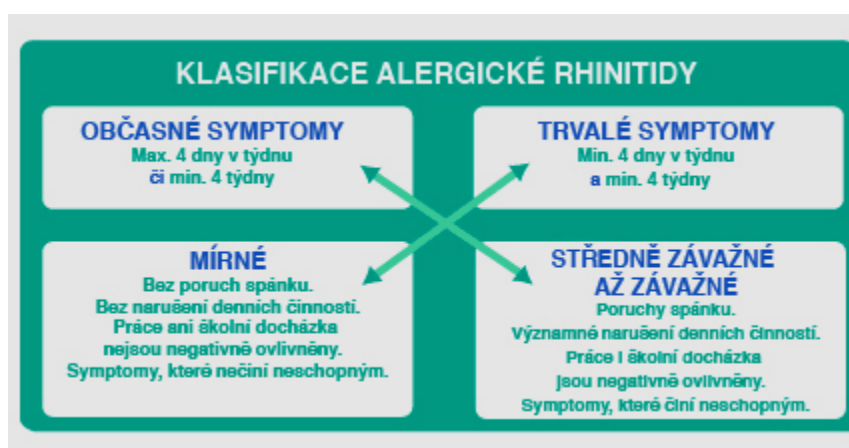 KLASIFIKACE ALERGICKÉ RHINITIDY
OBČASNÉ SYMPTOMY
Max. 4 dny v týdnu
či min. 4 týdny
TRVALÉ SYMPTOMY
Min. 4 dny v týdnu
a min. 4 týdny
MÍRNÉ
Bez poruch spánku.
Bez narušení denních činností.
Práce ani školní docházka
nejsou negativně ovlivněny.
Symptomy, které nečiní neschopným.
STŘEDNĚ ZÁVAŽNÉ
AŽ ZÁVAŽNÉ
Poruchy spánku.
Významné narušení denních činností.
Práce i školní docházka
jsou negativně ovlivněny.
Symptomy, které činí neschopným.